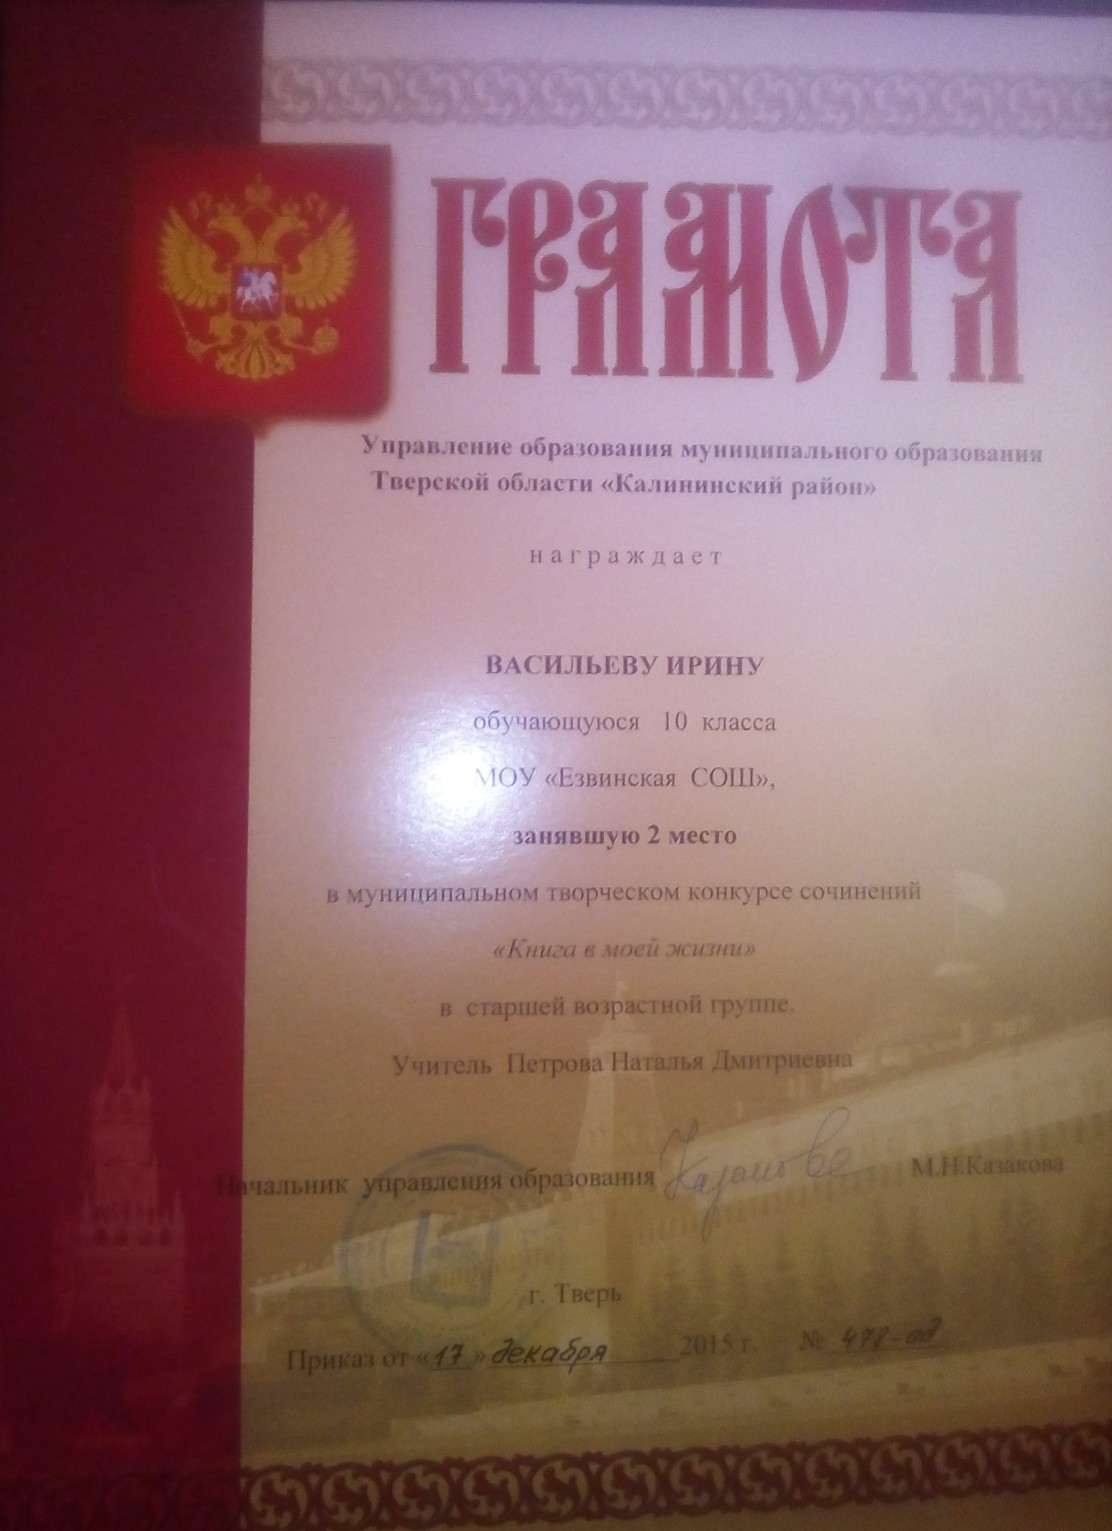 ГРАМОТА
Управление образования муниципального образования
Тверской области «Калининский район»
награждает
ВАСИЛЬЕВУ ИРИНУ
обучающуюся 10 класса
МОУ «Езвинская СОШ»,
занявшую 2 место
в муниципальном творческом конкурсе сочинений
«Книга в моей жизни»
в старшей возрастной группе.
Учитель Петрова Наталья Дмитриевна
Начальник управления образования М.Н.Казакова
г. Тверь
Приказ от «17» декабря 2015 г. № 478-од